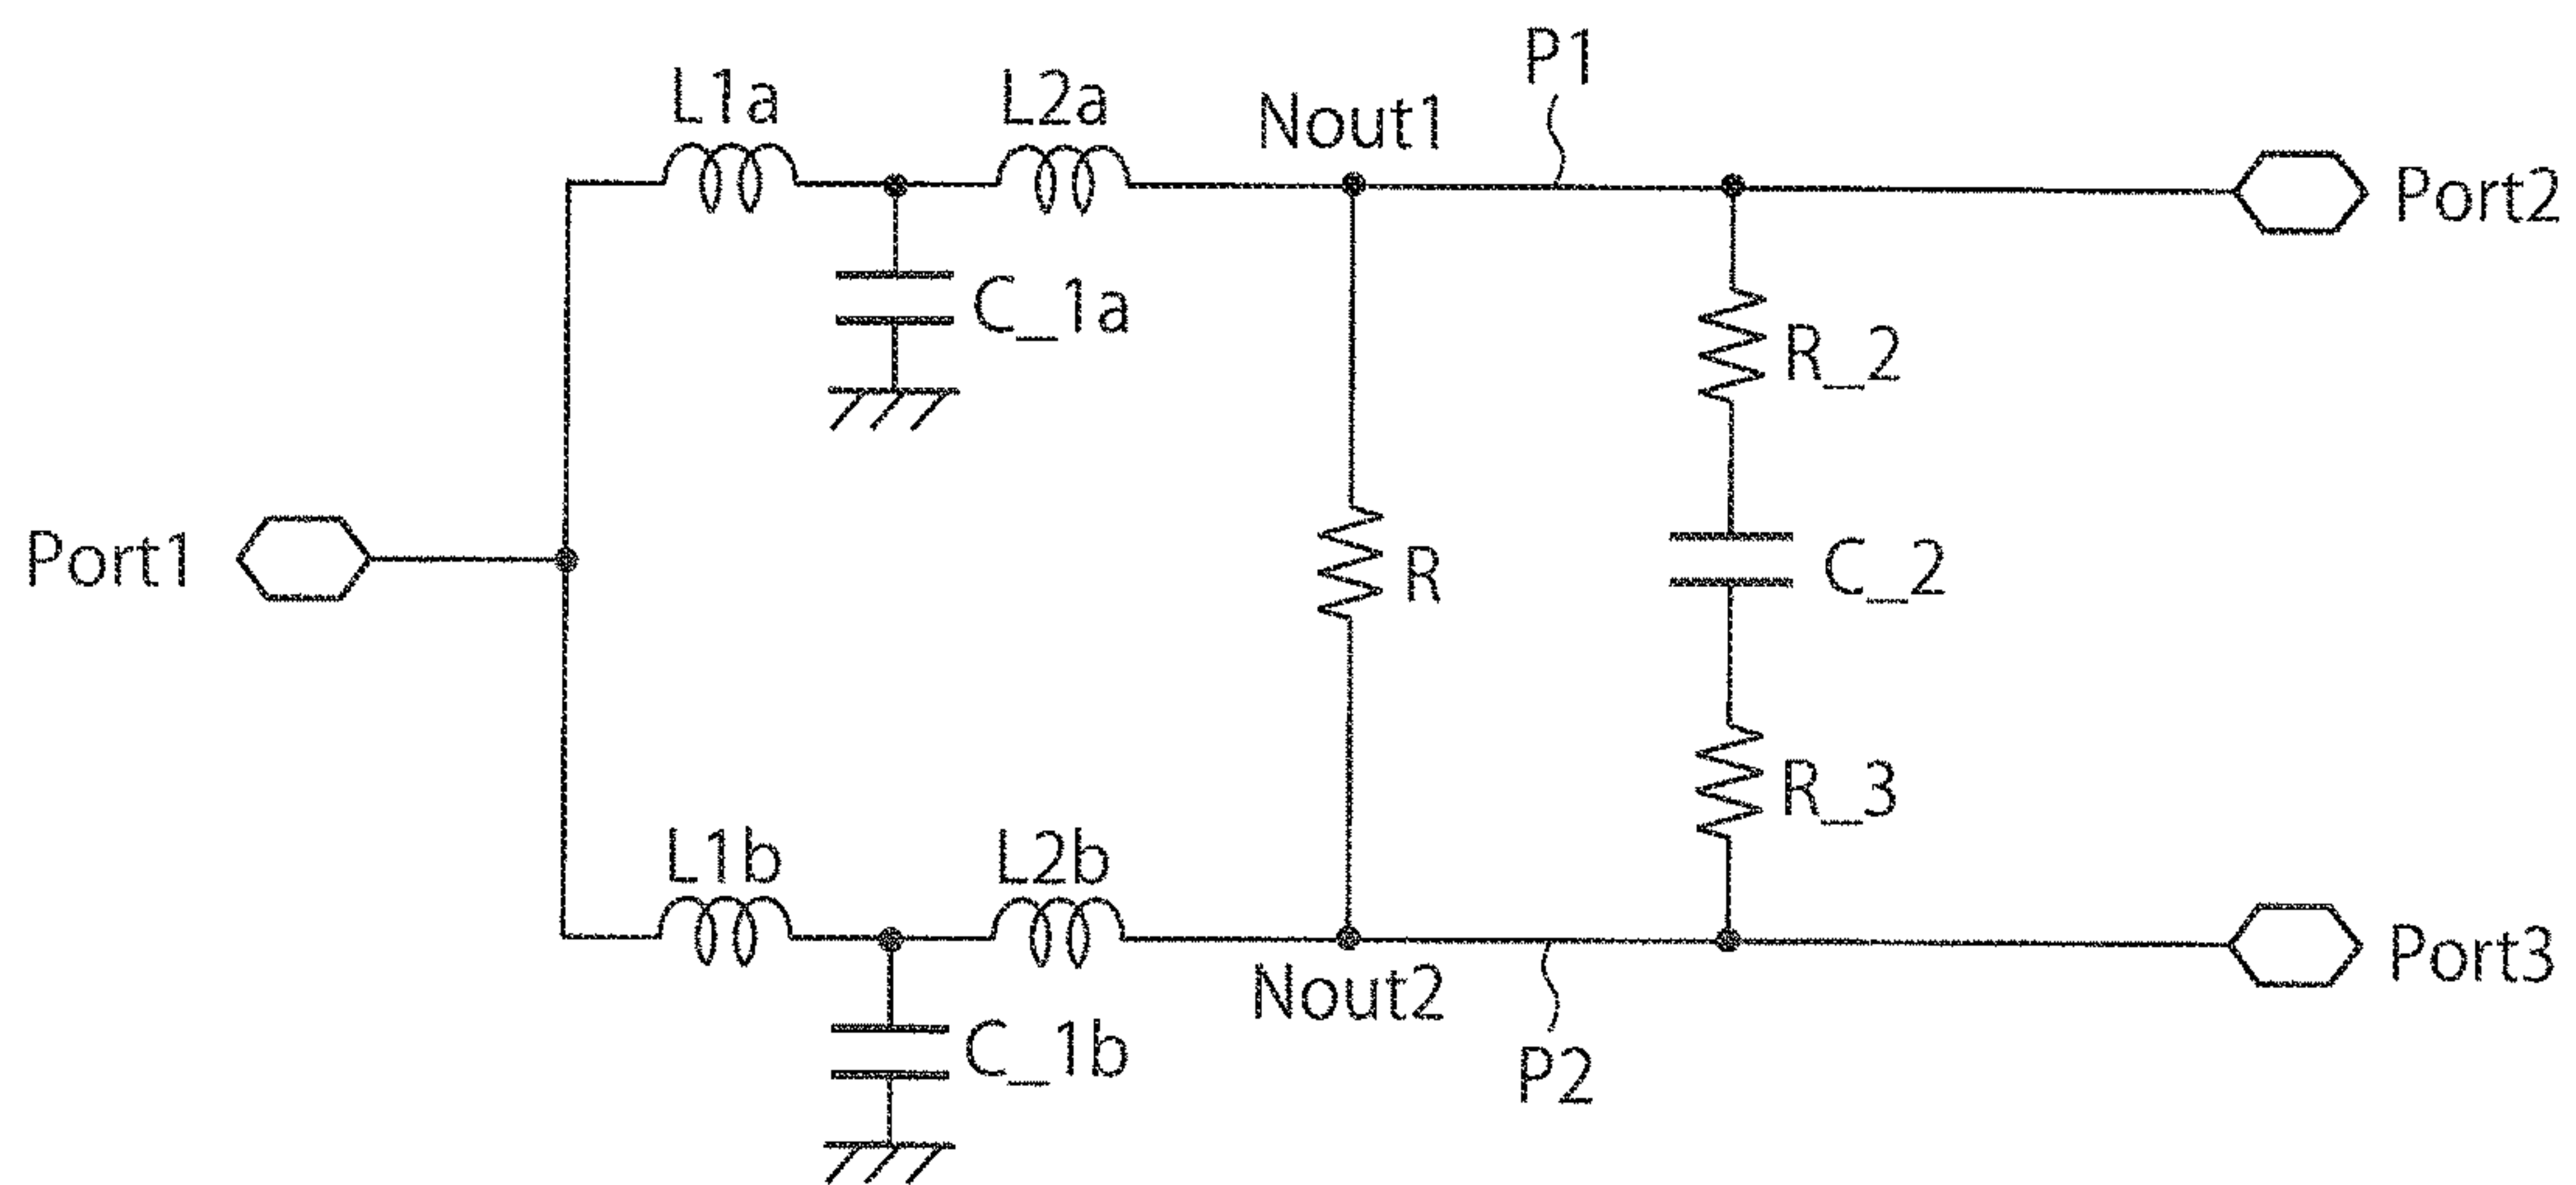 P1
L1a
L2a
Nout1
Port2
C_1a
R_2
Port1
R
C_2
R_3
L1b
L2b
Nout2
Port3
C_1b
P2